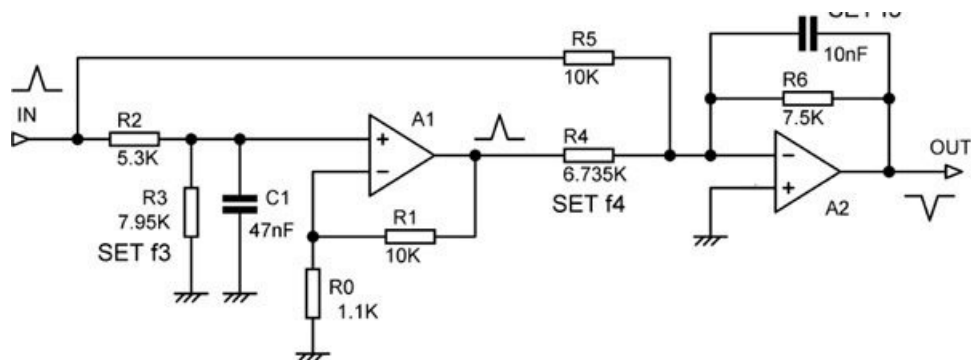 R5
10K
10nF
R6
7.5K
IN
R2
5.3K
A1
+
−
R4
6.735K
SET f4
−
+
A2
OUT
R3
7.95K
SET f3
C1
47nF
R1
10K
R0
1.1K